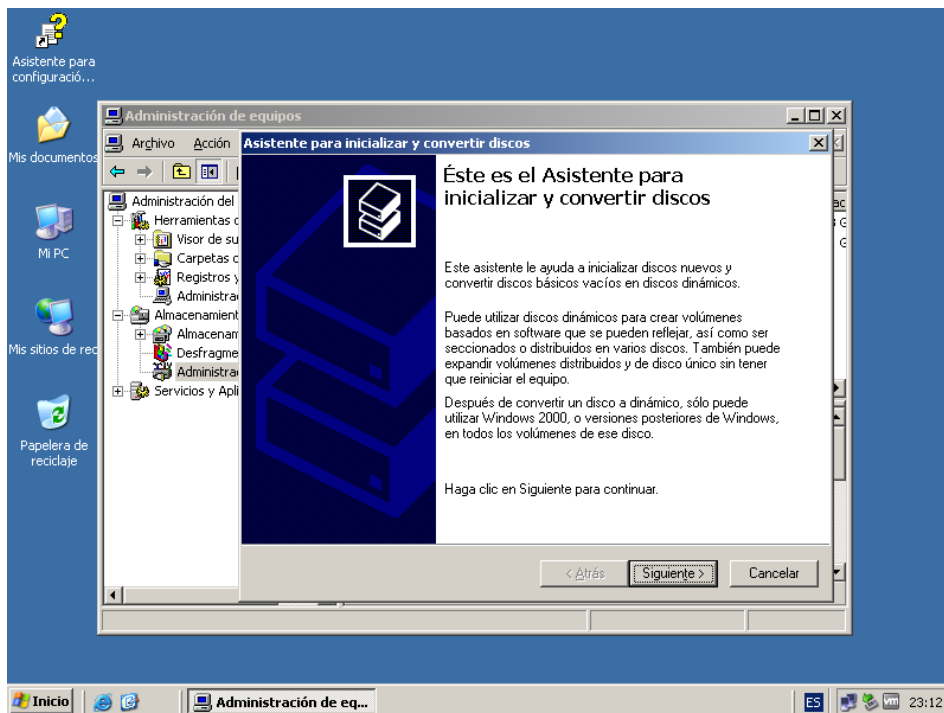 Asistente para
configuració...
Mis documentos
Mi PC
Mis sitios de rec
Papelera de
reciclaje
Administración de equipos
Archivo Acción
Administración del
Herramientas
Visor de su
Carpetas
Registros y
Administra
Almacenamient
Almacenam
Desfragme
Administra
Servicios y Apli
Asistente para inicializar y convertir discos
Éste es el Asistente para
inicializar y convertir discos
Este asistente le ayuda a inicializar discos nuevos y
convertir discos básicos vacíos en discos dinámicos.
Puede utilizar discos dinámicos para crear volúmenes
basados en software que se pueden reflejar, así como ser
seccionados o distribuidos en varios discos. También puede
expandir volúmenes distribuidos y de disco único sin tener
que reiniciar el equipo.
Después de convertir un disco a dinámico, sólo puede
utilizar Windows 2000, o versiones posteriores de Windows,
en todos los volúmenes de ese disco.
Haga clic en Siguiente para continuar.
< Atrás Siguiente > Cancelar
Inicio Administración de eq... ES vm 23:12